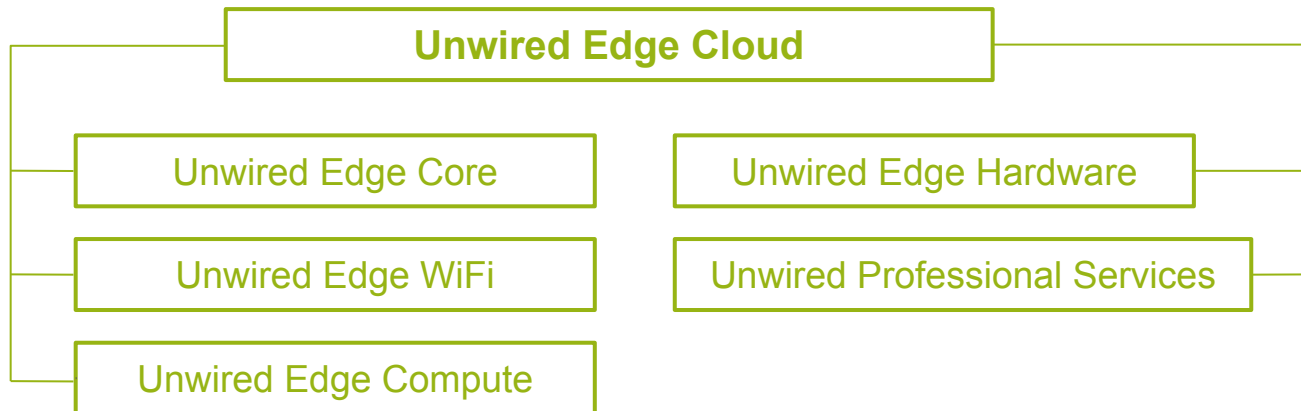 Unwired Edge Cloud
Unwired Edge Core
Unwired Edge Hardware
Unwired Edge WiFi
Unwired Professional Services
Unwired Edge Compute